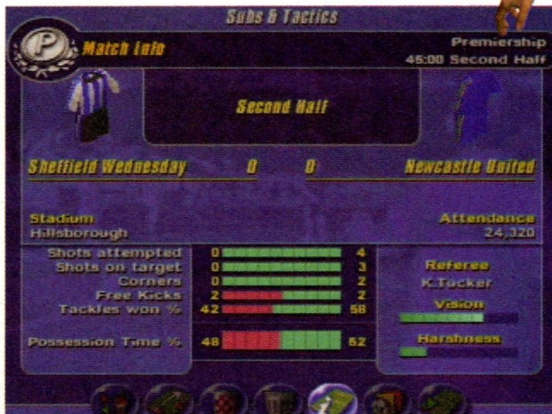 Subs & Tactics
P Match Info
Premiership
45:00 Second Half
Second Half
Sheffield Wednesday 0 0 Newcastle United
Stadium
Hillsborough
Attendance
24,320
Shots attempted 0 4
Shots on target 0 3
Corners 0 2
Free Kicks 2 2
Tackles won % 42 58
Possession Time % 48 52
Referee
K.Tucker
Vision
Harshness